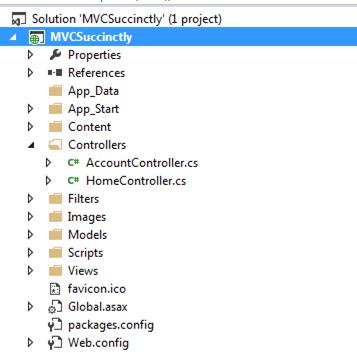 Solution 'MVCSuccinctly' (1 project)
MVCSuccinctly
Properties
References
App_Data
App_Start
Content
Controllers
C# AccountController.cs
C# HomeController.cs
Filters
Images
Models
Scripts
Views
favicon.ico
Global.asax
packages.config
Web.config